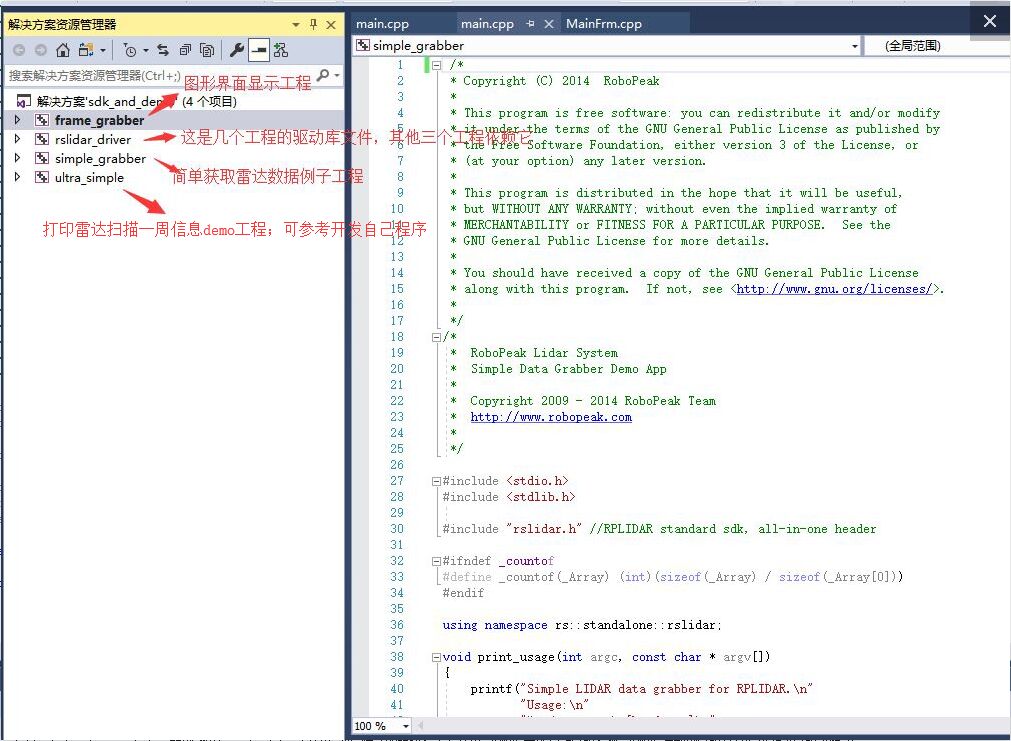 解决方案资源管理器
搜索解决方案资源管理器(Ctrl+;)
图形界面显示工程
解决方案'sdk_and_dem (4 个项目)
frame_grabber
rslidar_driver
这是几个工程的驱动库文件，其他三个工程依赖它
simple_grabber
简单获取雷达数据例子工程
ultra_simple
打印雷达扫描一周信息demo工程；可参考开发自己程序
main.cpp main.cpp MainFrm.cpp
simple_grabber (全局范围)
1 /*
2 * Copyright (C) 2014 RoboPeak
3 *
4 * This program is free software: you can redistribute it and/or modify
5 * it under the terms of the GNU General Public License as published by
6 * the Free Software Foundation, either version 3 of the License, or
7 * (at your option) any later version.
8 *
9 * This program is distributed in the hope that it will be useful,
10 * but WITHOUT ANY WARRANTY; without even the implied warranty of
11 * MERCHANTABILITY or FITNESS FOR A PARTICULAR PURPOSE. See the
12 * GNU General Public License for more details.
13 *
14 * You should have received a copy of the GNU General Public License
15 * along with this program. If not, see <http://www.gnu.org/licenses/>.
16 *
17 */
18 /*
19 * RoboPeak Lidar System
20 * Simple Data Grabber Demo App
21 *
22 * Copyright 2009 - 2014 RoboPeak Team
23 * http://www.robopeak.com
24 *
25 */
26
27 #include <stdio.h>
28 #include <stdlib.h>
29
30 #include "rslidar.h" //RPLIDAR standard sdk, all-in-one header
31
32 #ifndef _countof
33 #define _countof(_Array) (int)(sizeof(_Array) / sizeof(_Array[0]))
34 #endif
35
36 using namespace rs::standalone::rslidar;
37
38 void print_usage(int argc, const char * argv[])
39 {
40 printf("Simple LIDAR data grabber for RPLIDAR.\n"
41 "Usage:\n"
100 %